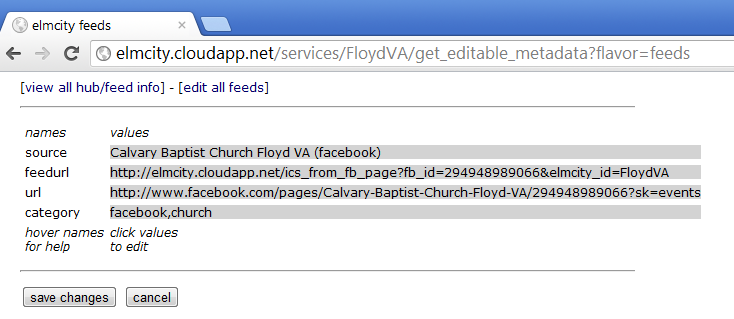 elmcity feeds
elmcity.cloudapp.net/services/FloydVA/get_editable_metadata?flavor=feeds
[view all hub/feed info] - [edit all feeds]
names values
source Calvary Baptist Church Floyd VA (facebook)
feedurl http://elmcity.cloudapp.net/ics_from_fb_page?fb_id=294948989066&elmcity_id=FloydVA
url http://www.facebook.com/pages/Calvary-Baptist-Church-Floyd-VA/294948989066?sk=events
category facebook,church
hover names click values
for help to edit
save changes cancel